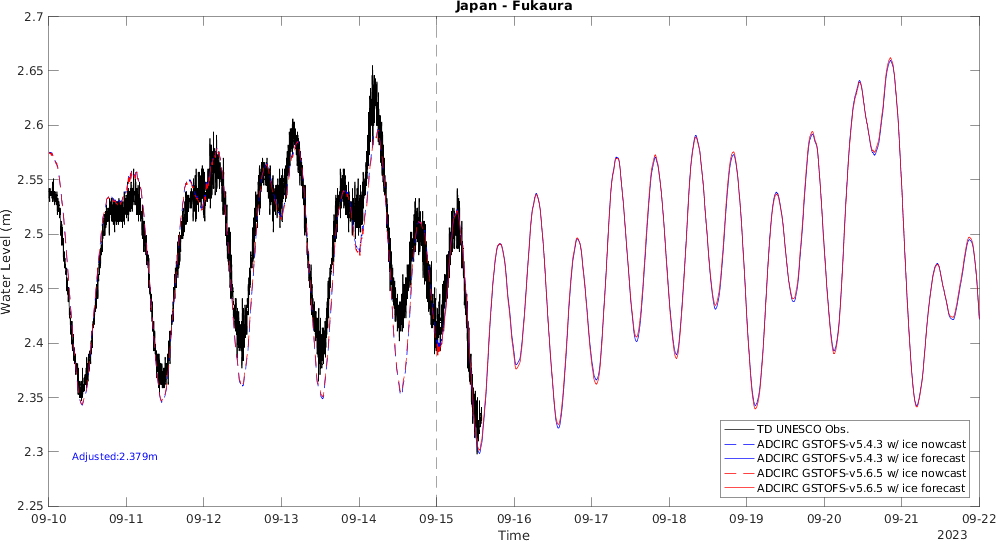 Japan - Fukaura
2.7
2.65
2.6
2.55
2.5
2.45
2.4
2.35
2.3
2.25
Water Level (m)
Adjusted:2.379m
TD UNESCO Obs.
ADCIRC GSTOFS-v5.4.3 w/ ice nowcast
ADCIRC GSTOFS-v5.4.3 w/ ice forecast
ADCIRC GSTOFS-v5.6.5 w/ ice nowcast
ADCIRC GSTOFS-v5.6.5 w/ ice forecast
09-10 09-11 09-12 09-13 09-14 09-15 09-16 09-17 09-18 09-19 09-20 09-21 09-22
Time
2023